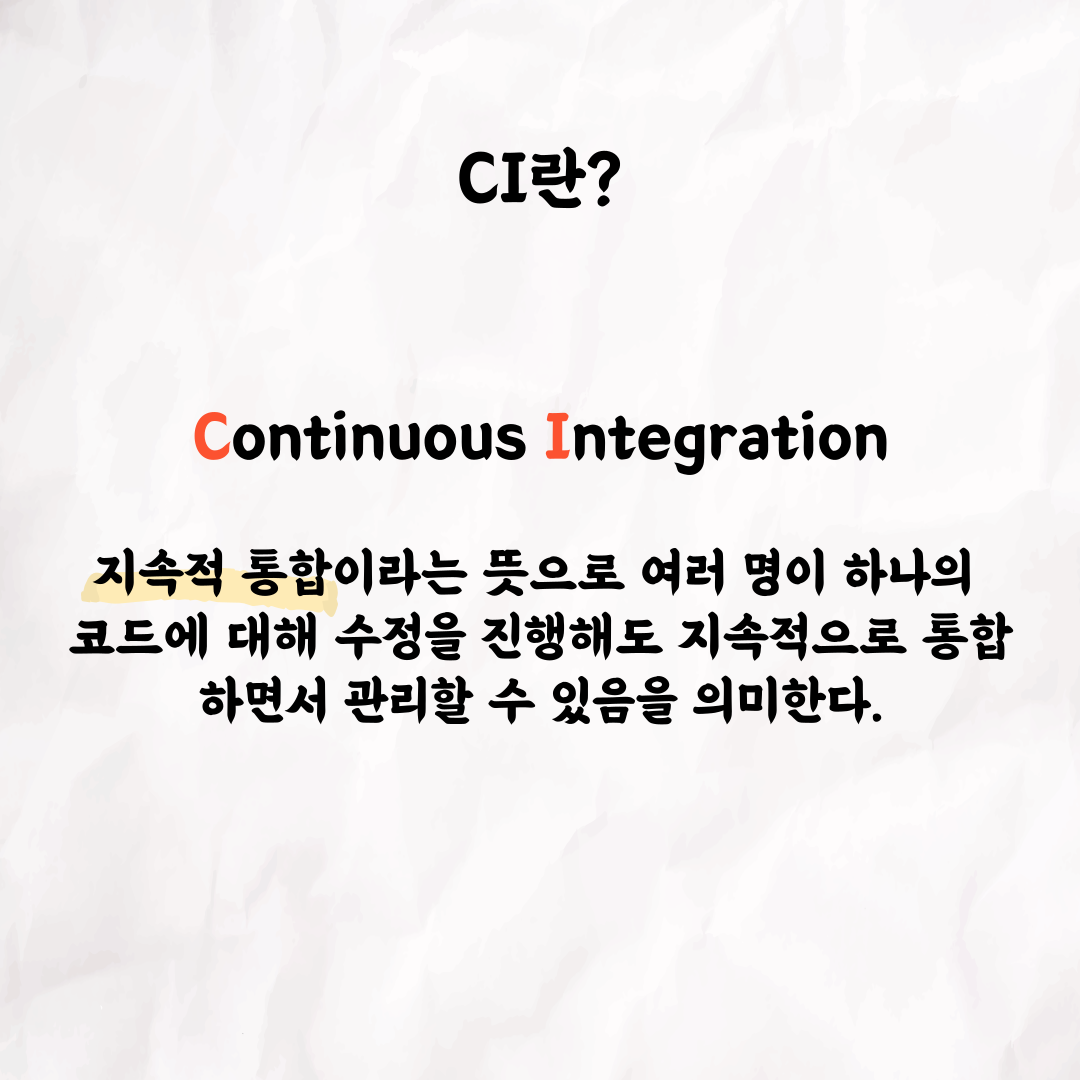 CI란?
Continuous Integration
지속적 통합이라는 뜻으로 여러 명이 하나의
코드에 대해 수정을 진행해도 지속적으로 통합
하면서 관리할 수 있음을 의미한다.